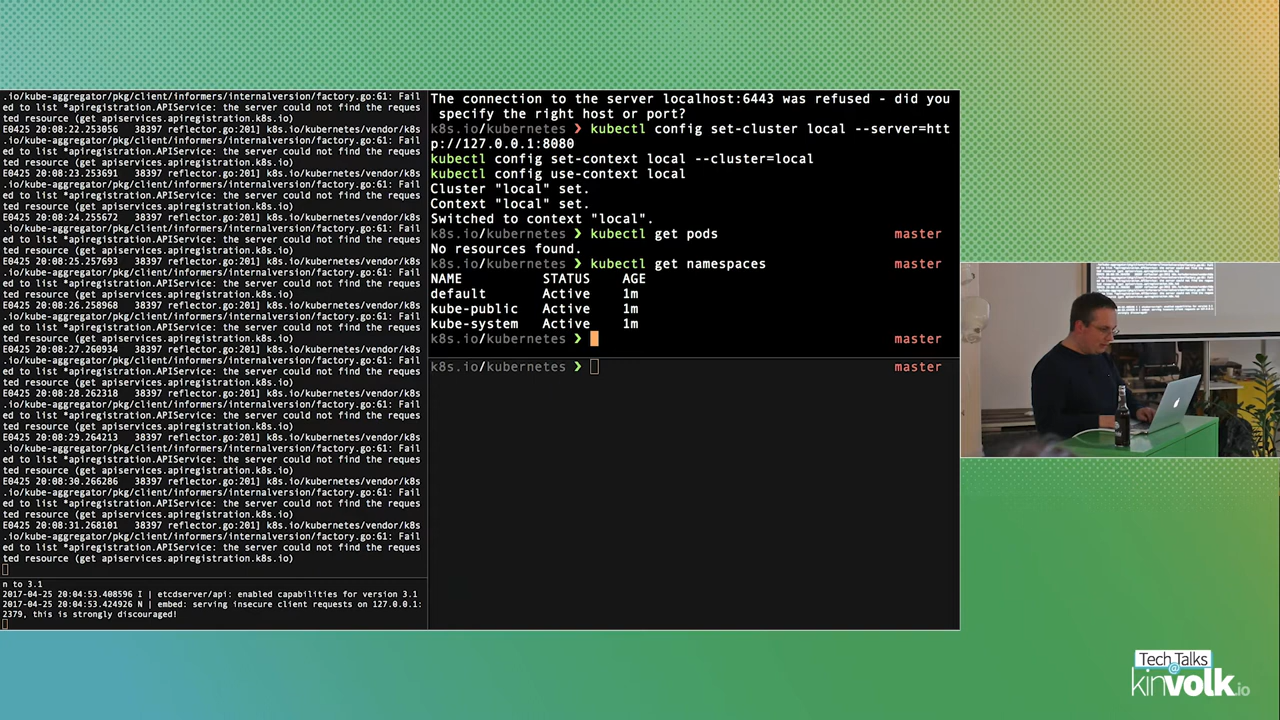 .io/kube-aggregator/pkg/client/informers/internalversion/factory.go:61: Fail
ed to list *apiregistration.APIService: the server could not find the reques
ted resource (get apiservices.apiregistration.k8s.io)
E0425 20:08:22.253056   38397 reflector.go:201] k8s.io/kubernetes/vendor/k8s
.io/kube-aggregator/pkg/client/informers/internalversion/factory.go:61: Fail
ed to list *apiregistration.APIService: the server could not find the reques
ted resource (get apiservices.apiregistration.k8s.io)
E0425 20:08:23.253691   38397 reflector.go:201] k8s.io/kubernetes/vendor/k8s
.io/kube-aggregator/pkg/client/informers/internalversion/factory.go:61: Fail
ed to list *apiregistration.APIService: the server could not find the reques
ted resource (get apiservices.apiregistration.k8s.io)
E0425 20:08:24.255672   38397 reflector.go:201] k8s.io/kubernetes/vendor/k8s
.io/kube-aggregator/pkg/client/informers/internalversion/factory.go:61: Fail
ed to list *apiregistration.APIService: the server could not find the reques
ted resource (get apiservices.apiregistration.k8s.io)
E0425 20:08:25.257693   38397 reflector.go:201] k8s.io/kubernetes/vendor/k8s
.io/kube-aggregator/pkg/client/informers/internalversion/factory.go:61: Fail
ed to list *apiregistration.APIService: the server could not find the reques
ted resource (get apiservices.apiregistration.k8s.io)
E0425 20:08:26.258968   38397 reflector.go:201] k8s.io/kubernetes/vendor/k8s
.io/kube-aggregator/pkg/client/informers/internalversion/factory.go:61: Fail
ed to list *apiregistration.APIService: the server could not find the reques
ted resource (get apiservices.apiregistration.k8s.io)
E0425 20:08:27.260934   38397 reflector.go:201] k8s.io/kubernetes/vendor/k8s
.io/kube-aggregator/pkg/client/informers/internalversion/factory.go:61: Fail
ed to list *apiregistration.APIService: the server could not find the reques
ted resource (get apiservices.apiregistration.k8s.io)
E0425 20:08:28.262318   38397 reflector.go:201] k8s.io/kubernetes/vendor/k8s
.io/kube-aggregator/pkg/client/informers/internalversion/factory.go:61: Fail
ed to list *apiregistration.APIService: the server could not find the reques
ted resource (get apiservices.apiregistration.k8s.io)
E0425 20:08:29.264213   38397 reflector.go:201] k8s.io/kubernetes/vendor/k8s
.io/kube-aggregator/pkg/client/informers/internalversion/factory.go:61: Fail
ed to list *apiregistration.APIService: the server could not find the reques
ted resource (get apiservices.apiregistration.k8s.io)
E0425 20:08:30.266286   38397 reflector.go:201] k8s.io/kubernetes/vendor/k8s
.io/kube-aggregator/pkg/client/informers/internalversion/factory.go:61: Fail
ed to list *apiregistration.APIService: the server could not find the reques
ted resource (get apiservices.apiregistration.k8s.io)
E0425 20:08:31.268101   38397 reflector.go:201] k8s.io/kubernetes/vendor/k8s
.io/kube-aggregator/pkg/client/informers/internalversion/factory.go:61: Fail
ed to list *apiregistration.APIService: the server could not find the reques
ted resource (get apiservices.apiregistration.k8s.io)
n to 3.1
2017-04-25 20:04:53.408596 I | etcdserver/api: enabled capabilities for version 3.1
2017-04-25 20:04:53.424926 N | embed: serving insecure client requests on 127.0.0.1:
2379, this is strongly discouraged!
The connection to the server localhost:6443 was refused - did you
specify the right host or port?
k8s.io/kubernetes ❯ kubectl config set-cluster local --server=htt
p://127.0.0.1:8080
kubectl config set-context local --cluster=local
kubectl config use-context local
Cluster "local" set.
Context "local" set.
Switched to context "local".
k8s.io/kubernetes ❯ kubectl get pods master
No resources found.
k8s.io/kubernetes ❯ kubectl get namespaces master
NAME STATUS AGE
default Active 1m
kube-public Active 1m
kube-system Active 1m
k8s.io/kubernetes ❯ master
k8s.io/kubernetes ❯ master
Tech Talks
@
kinvolk.io